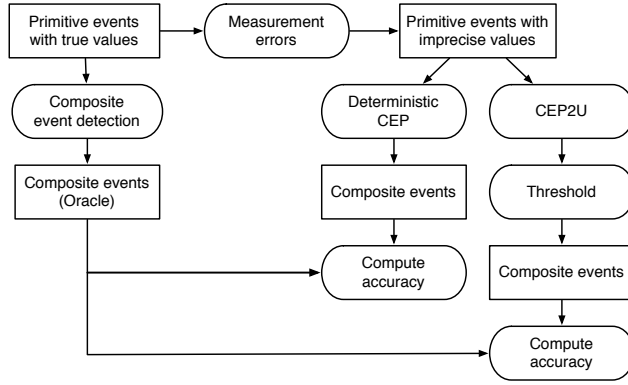 Primitive events
with true values
Measurement
errors
Primitive events with
imprecise values
Composite
event detection
Deterministic
CEP
CEP2U
Composite events
(Oracle)
Composite events
Threshold
Compute
accuracy
Composite events
Compute
accuracy